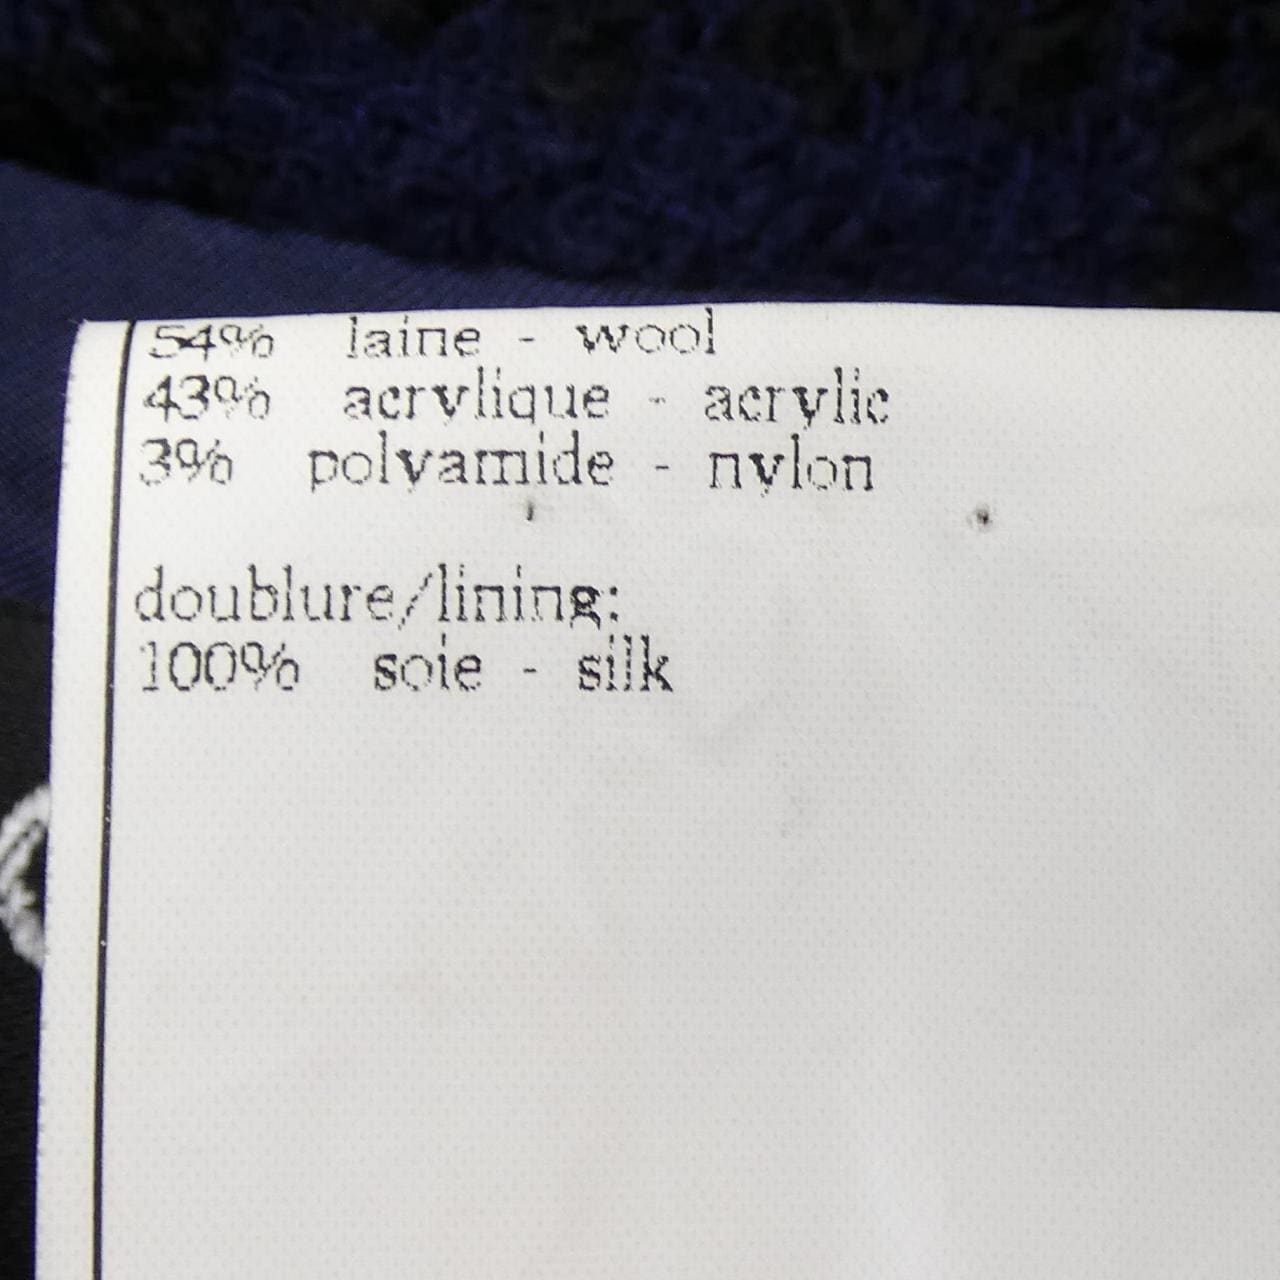 54% laine - wool
43% acrylique - acrylic
3% polyamide - nylon
doublure/lining:
100% soie - silk